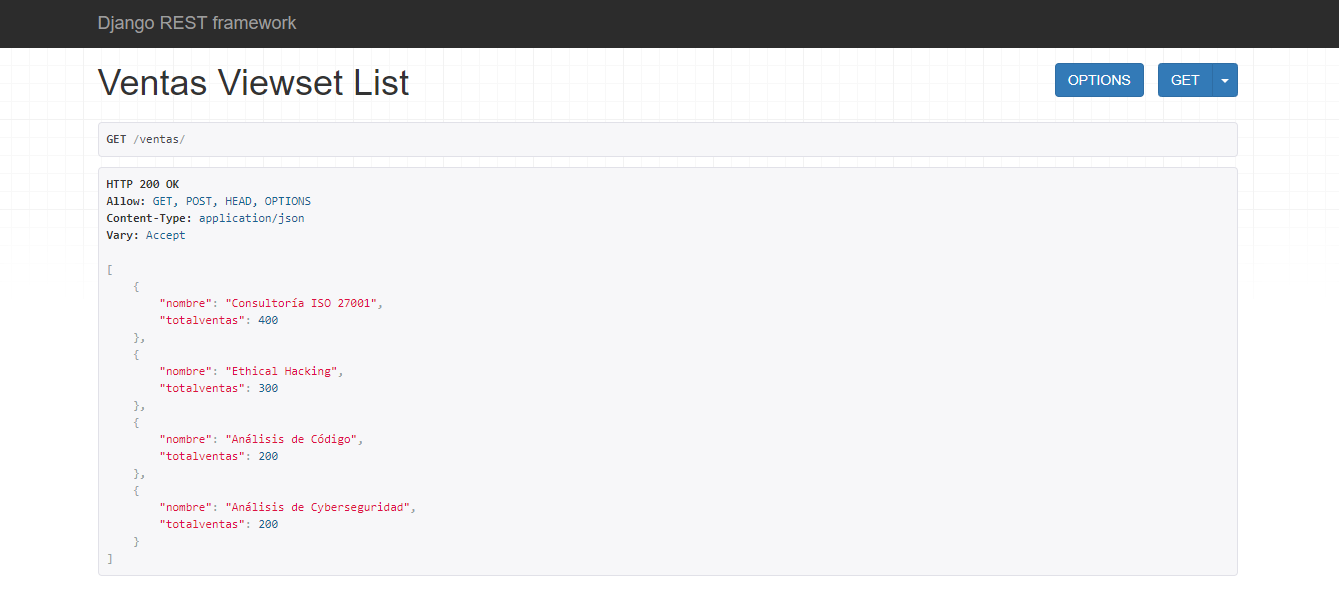 Django REST framework
Ventas Viewset List
OPTIONS
GET
GET /ventas/
HTTP 200 OK
Allow: GET, POST, HEAD, OPTIONS
Content-Type: application/json
Vary: Accept
[
    {
        "nombre": "Consultoría ISO 27001",
        "totalventas": 400
    },
    {
        "nombre": "Ethical Hacking",
        "totalventas": 300
    },
    {
        "nombre": "Análisis de Código",
        "totalventas": 200
    },
    {
        "nombre": "Análisis de Cyberseguridad",
        "totalventas": 200
    }
]